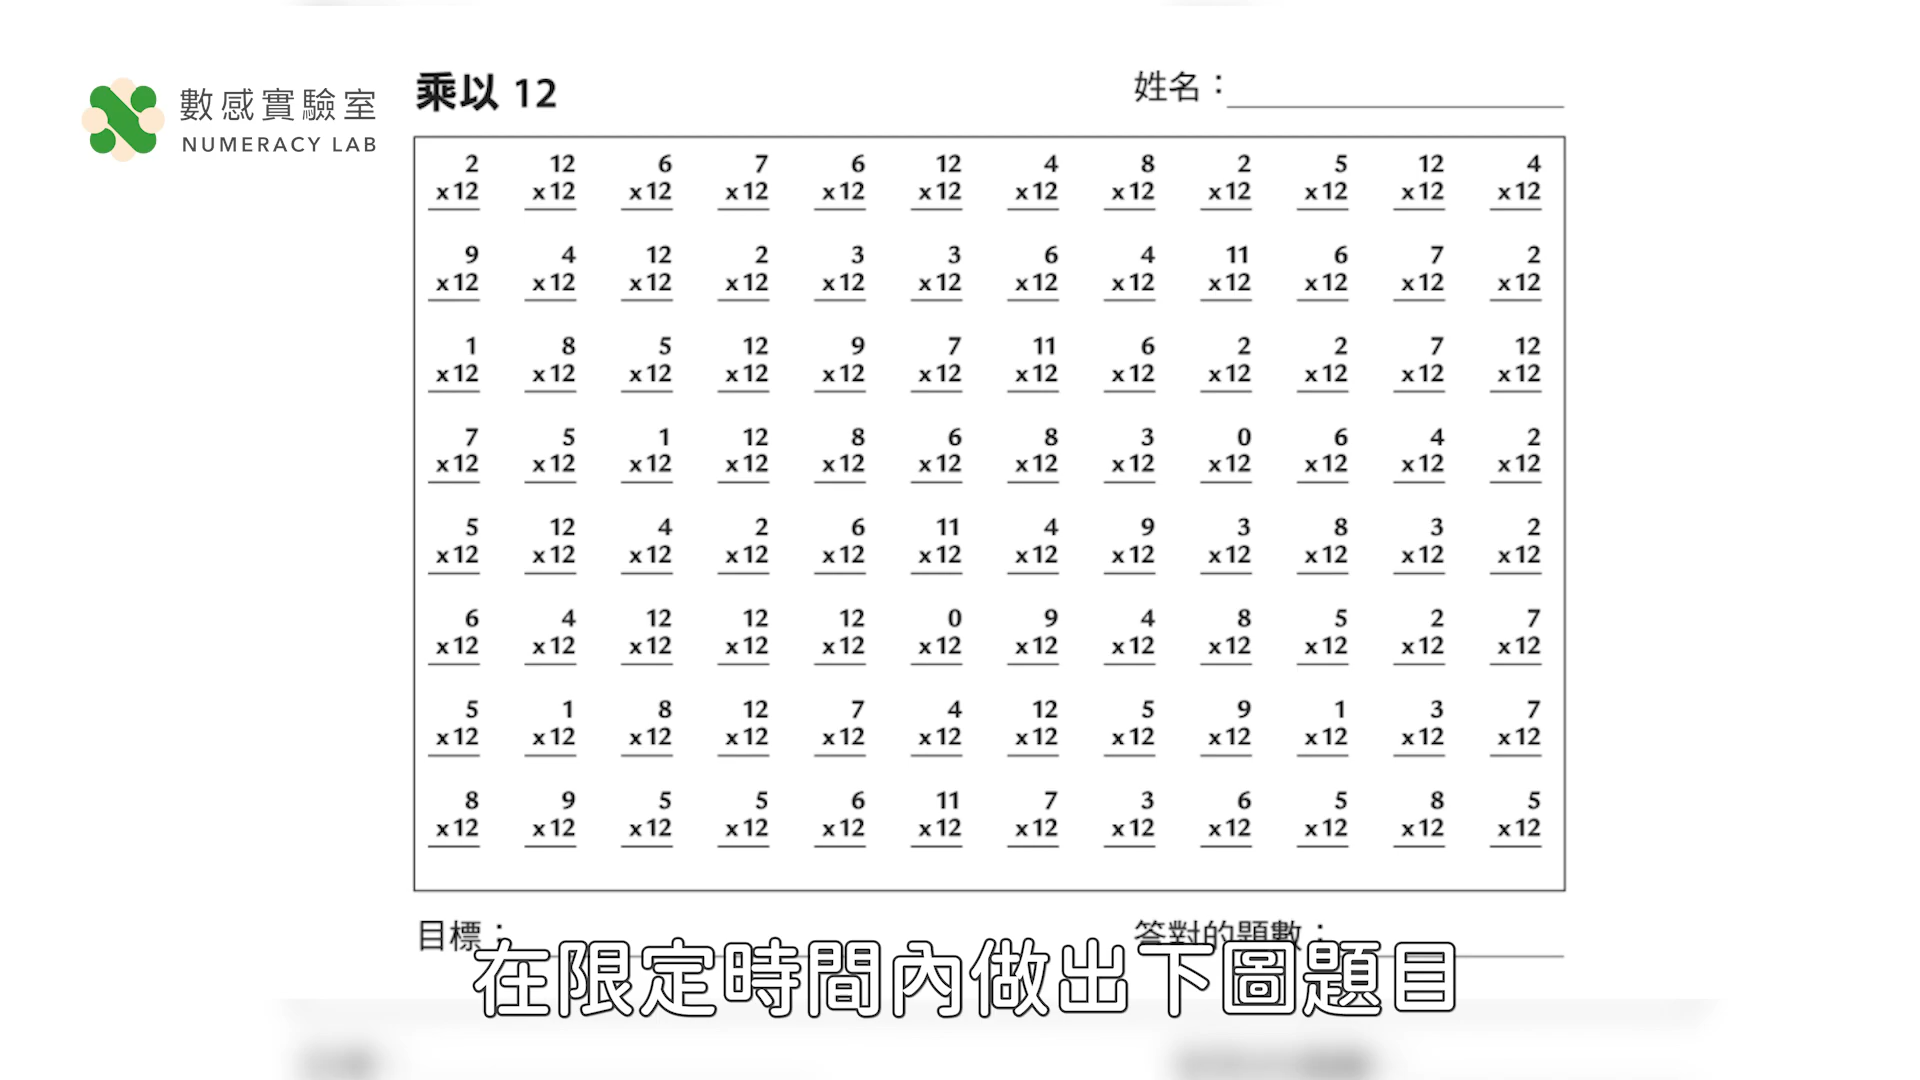 數感實驗室
NUMERACY LAB
乘以 12
姓名：
2 12 6 7 6 12 4 8 2 5 12 4
x12 x12 x12 x12 x12 x12 x12 x12 x12 x12 x12 x12
9 4 12 2 3 3 6 4 11 6 7 2
x12 x12 x12 x12 x12 x12 x12 x12 x12 x12 x12 x12
1 8 5 12 9 7 11 6 2 2 7 12
x12 x12 x12 x12 x12 x12 x12 x12 x12 x12 x12 x12
7 5 1 12 8 6 8 3 0 6 4 2
x12 x12 x12 x12 x12 x12 x12 x12 x12 x12 x12 x12
5 12 4 2 6 11 4 9 3 8 3 2
x12 x12 x12 x12 x12 x12 x12 x12 x12 x12 x12 x12
6 4 12 12 12 0 9 4 8 5 2 7
x12 x12 x12 x12 x12 x12 x12 x12 x12 x12 x12 x12
5 1 8 12 7 4 12 5 9 1 3 7
x12 x12 x12 x12 x12 x12 x12 x12 x12 x12 x12 x12
8 9 5 5 6 11 7 3 6 5 8 5
x12 x12 x12 x12 x12 x12 x12 x12 x12 x12 x12 x12
目標：
答對的題數：
在限定時間內做出下圖題目